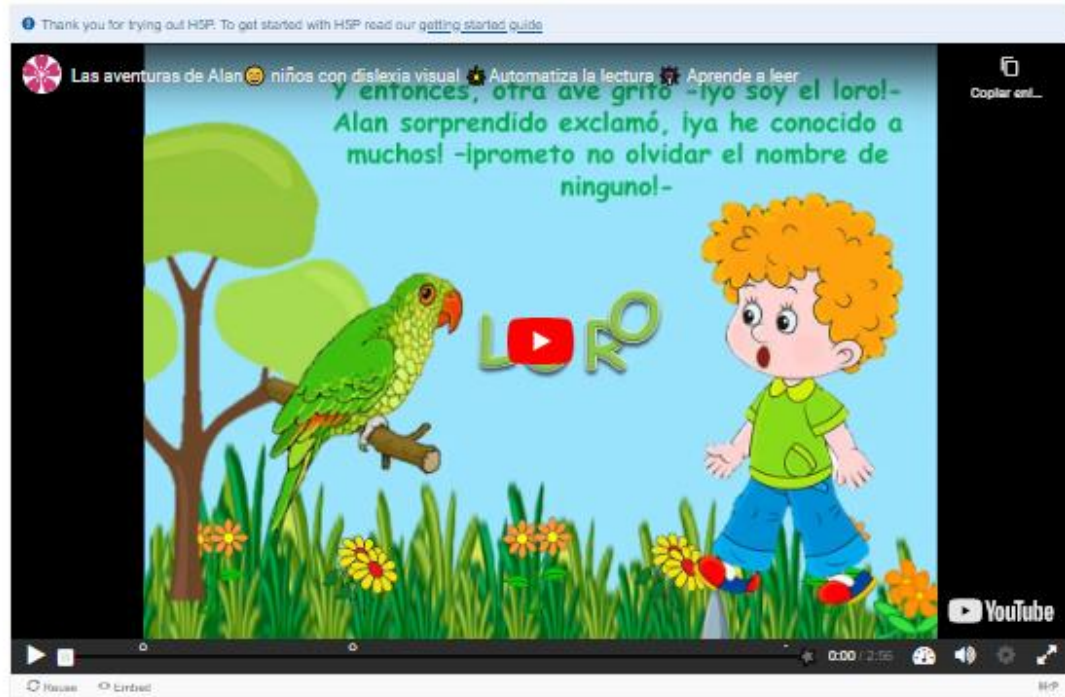 Thank you for trying out H5P. To get started with H5P read our getting started guide
Las aventuras de Alan😊 niños con dislexia visual Automatiza la lectura Aprende a leer
Copiar enl...
Y entonces, otra ave gritó -¡yo soy el loro!-
Alan sorprendido exclamó, ¡ya he conocido a
muchos! -¡prometo no olvidar el nombre de
ninguno!-
LORO
YouTube
0:00 / 2:56
Reuse Embed
H5P